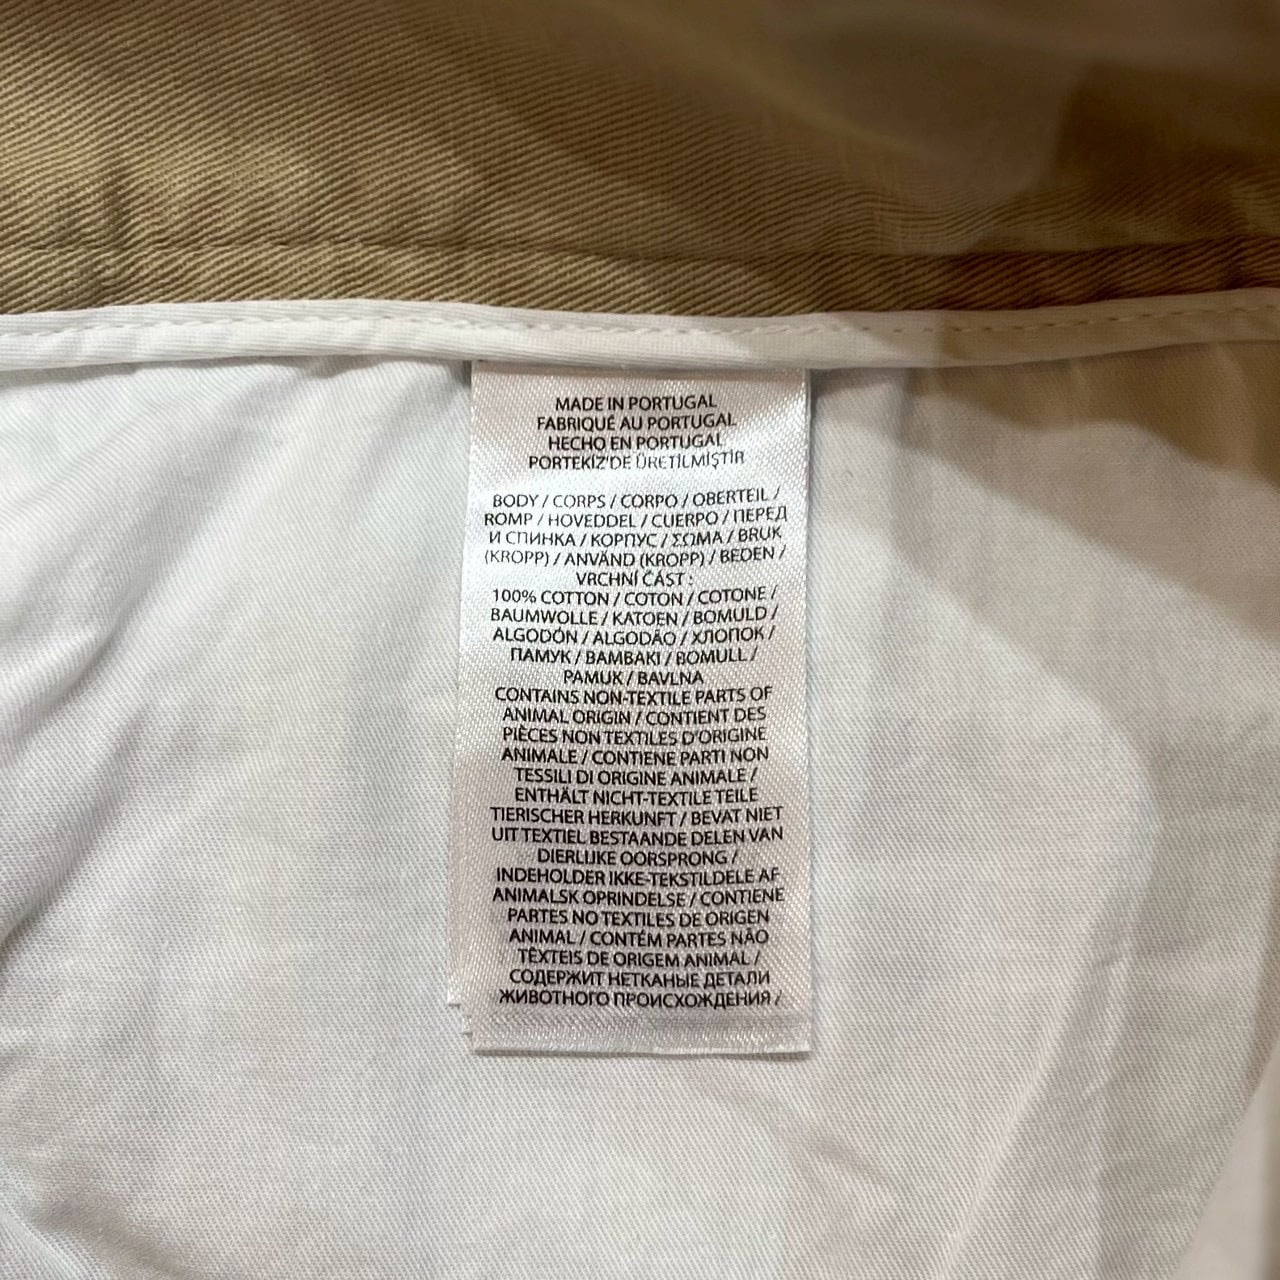 MADE IN PORTUGAL
FABRIQUÉ AU PORTUGAL
HECHO EN PORTUGAL
PORTEKİZ'DE ÜRETİLMİŞTİR
BODY / CORPS / CORPO / OBERTEIL /
ROMP / HOVEDDEL / CUERPO / ПЕРЕД
И СПИНКА / КОРПУС / ΣΩΜΑ / BRUK
(KROPP) / ANVÄND (KROPP) / BEDEN /
VRCHNÍ ČÁST :
100% COTTON / COTON / COTONE /
BAUMWOLLE / KATOEN / BOMULD /
ALGODÓN / ALGODÃO / ХЛОПОК /
ПАМУК / ΒΑΜΒΑΚΙ / BOMULL /
PAMUK / BAVLNA
CONTAINS NON-TEXTILE PARTS OF
ANIMAL ORIGIN / CONTIENT DES
PIÈCES NON TEXTILES D'ORIGINE
ANIMALE / CONTIENE PARTI NON
TESSILI DI ORIGINE ANIMALE /
ENTHÄLT NICHT-TEXTILE TEILE
TIERISCHER HERKUNFT / BEVAT NIET
UIT TEXTIEL BESTAANDE DELEN VAN
DIERLIJKE OORSPRONG /
INDEHOLDER IKKE-TEKSTILDELE AF
ANIMALSK OPRINDELSE / CONTIENE
PARTES NO TEXTILES DE ORIGEN
ANIMAL / CONTÉM PARTES NÃO
TÊXTEIS DE ORIGEM ANIMAL /
СОДЕРЖИТ НЕТКАНЫЕ ДЕТАЛИ
ЖИВОТНОГО ПРОИСХОЖДЕНИЯ /